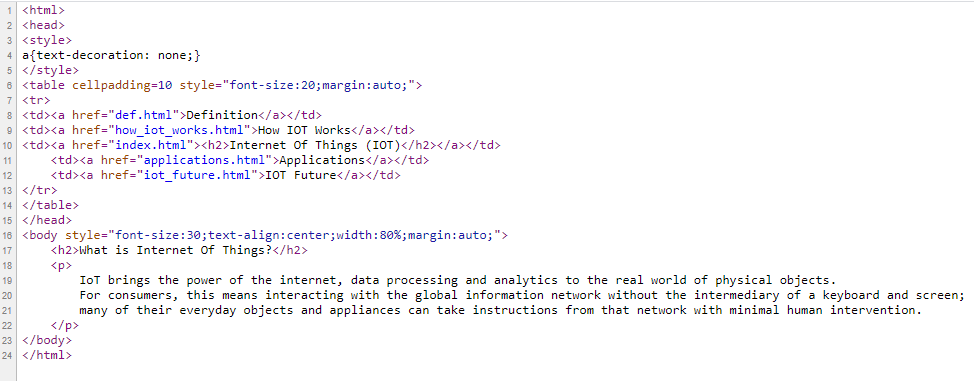 1 <html>
2 <head>
3 <style>
4 a{text-decoration: none;}
5 </style>
6 <table cellpadding=10 style="font-size:20;margin:auto;">
7 <tr>
8 <td><a href="def.html">Definition</a></td>
9 <td><a href="how_iot_works.html">How IOT Works</a></td>
10 <td><a href="index.html"><h2>Internet Of Things (IOT)</h2></a></td>
11     <td><a href="applications.html">Applications</a></td>
12     <td><a href="iot_future.html">IOT Future</a></td>
13 </tr>
14 </table>
15 </head>
16 <body style="font-size:30;text-align:center;width:80%;margin:auto;">
17     <h2>What is Internet Of Things?</h2>
18     <p>
19         IoT brings the power of the internet, data processing and analytics to the real world of physical objects.
20         For consumers, this means interacting with the global information network without the intermediary of a keyboard and screen;
21         many of their everyday objects and appliances can take instructions from that network with minimal human intervention.
22     </p>
23 </body>
24 </html>